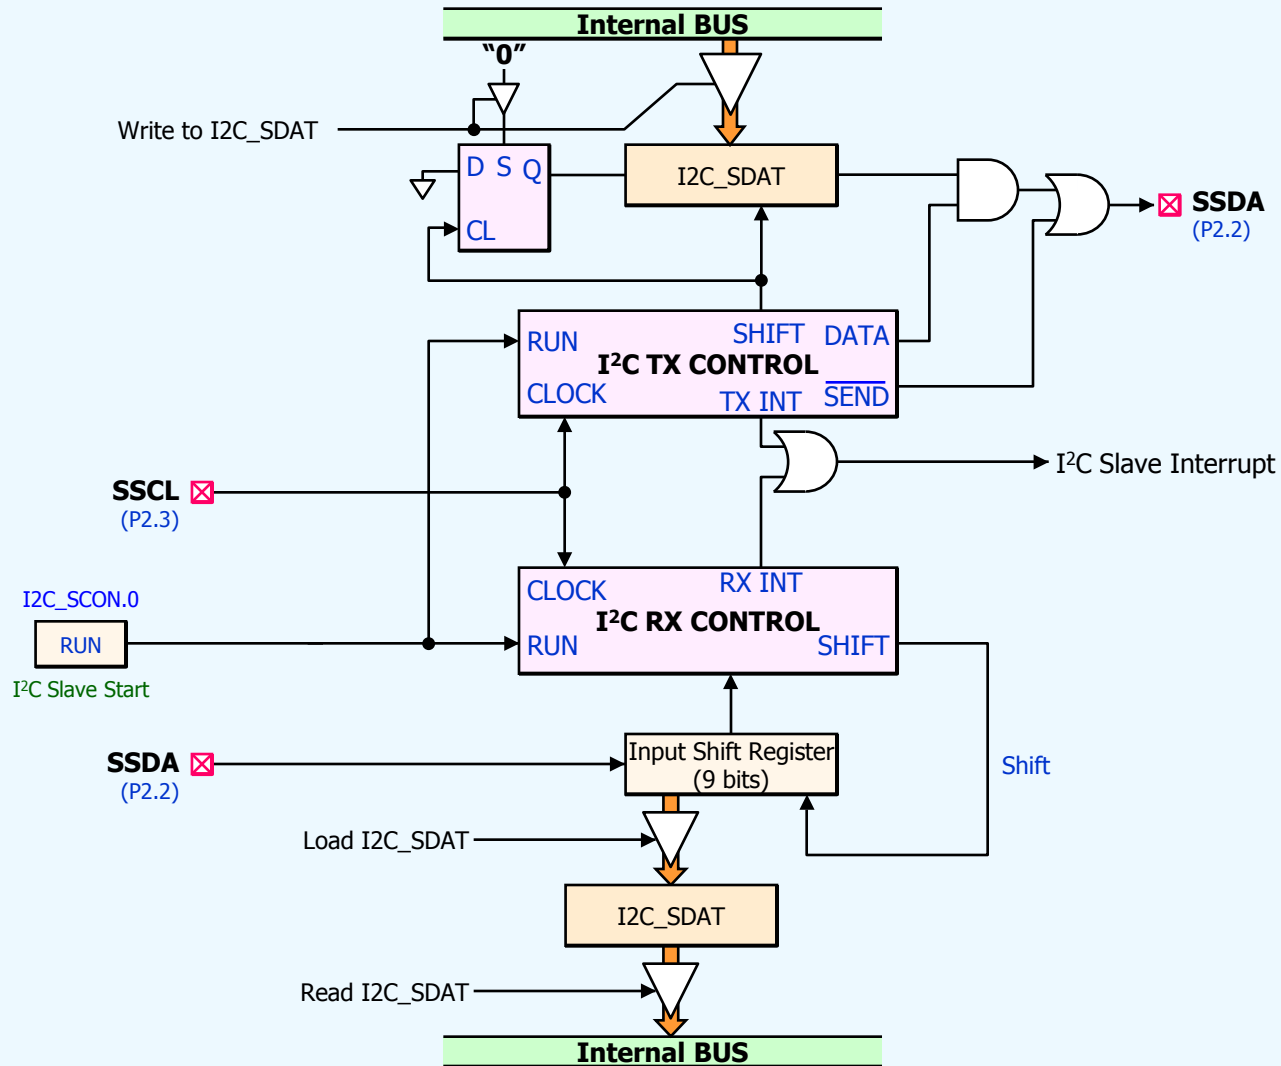 Internal BUS
“0”
Write to I2C_SDAT
D S Q
CL
I2C_SDAT
SSDA
(P2.2)
RUN
SHIFT
DATA
I²C TX CONTROL
CLOCK
TX INT
SEND
I²C Slave Interrupt
SSCL
(P2.3)
I2C_SCON.0
RUN
I²C Slave Start
CLOCK
RX INT
I²C RX CONTROL
RUN
SHIFT
SSDA
(P2.2)
Input Shift Register
(9 bits)
Shift
Load I2C_SDAT
I2C_SDAT
Read I2C_SDAT
Internal BUS